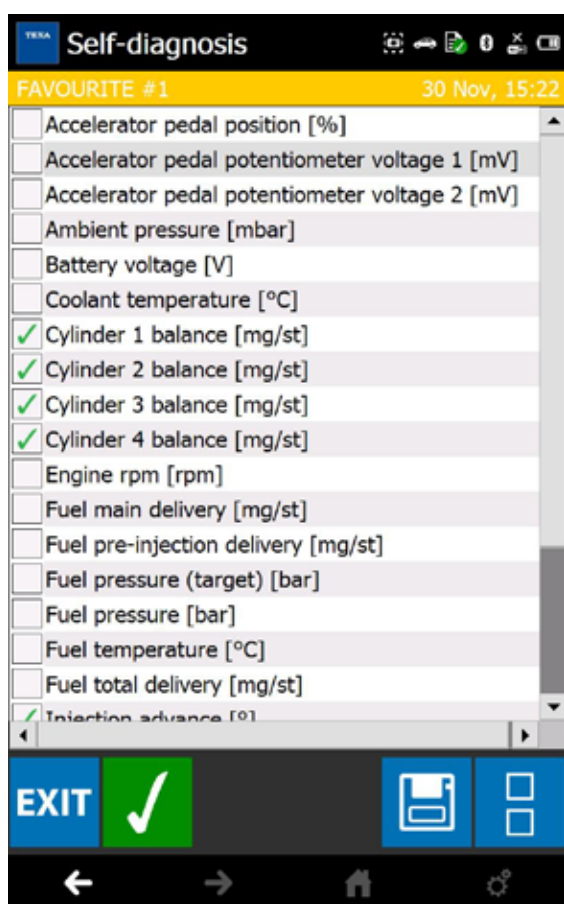 TEXA Self-diagnosis
FAVOURITE #1 30 Nov, 15:22
Accelerator pedal position [%]
Accelerator pedal potentiometer voltage 1 [mV]
Accelerator pedal potentiometer voltage 2 [mV]
Ambient pressure [mbar]
Battery voltage [V]
Coolant temperature [°C]
Cylinder 1 balance [mg/st]
Cylinder 2 balance [mg/st]
Cylinder 3 balance [mg/st]
Cylinder 4 balance [mg/st]
Engine rpm [rpm]
Fuel main delivery [mg/st]
Fuel pre-injection delivery [mg/st]
Fuel pressure (target) [bar]
Fuel pressure [bar]
Fuel temperature [°C]
Fuel total delivery [mg/st]
Injection advance [°]
EXIT